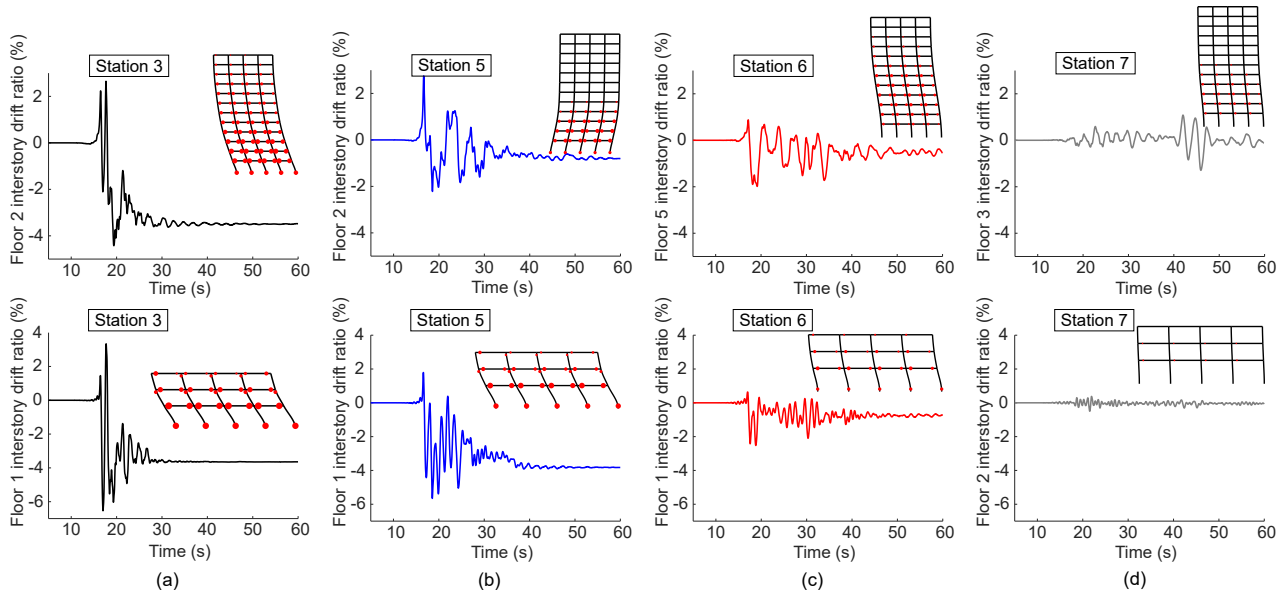 Station 3
Floor 2 interstory drift ratio (%)
2
0
-2
-4
10 20 30 40 50 60
Time (s)
Station 5
Floor 2 interstory drift ratio (%)
2
0
-2
-4
10 20 30 40 50 60
Time (s)
Station 6
Floor 5 interstory drift ratio (%)
2
0
-2
-4
10 20 30 40 50 60
Time (s)
Station 7
Floor 3 interstory drift ratio (%)
2
0
-2
-4
10 20 30 40 50 60
Time (s)
Station 3
Floor 1 interstory drift ratio (%)
4
2
0
-2
-4
-6
10 20 30 40 50 60
Time (s)
(a)
Station 5
Floor 1 interstory drift ratio (%)
4
2
0
-2
-4
-6
10 20 30 40 50 60
Time (s)
(b)
Station 6
Floor 1 interstory drift ratio (%)
4
2
0
-2
-4
-6
10 20 30 40 50 60
Time (s)
(c)
Station 7
Floor 2 interstory drift ratio (%)
4
2
0
-2
-4
-6
10 20 30 40 50 60
Time (s)
(d)